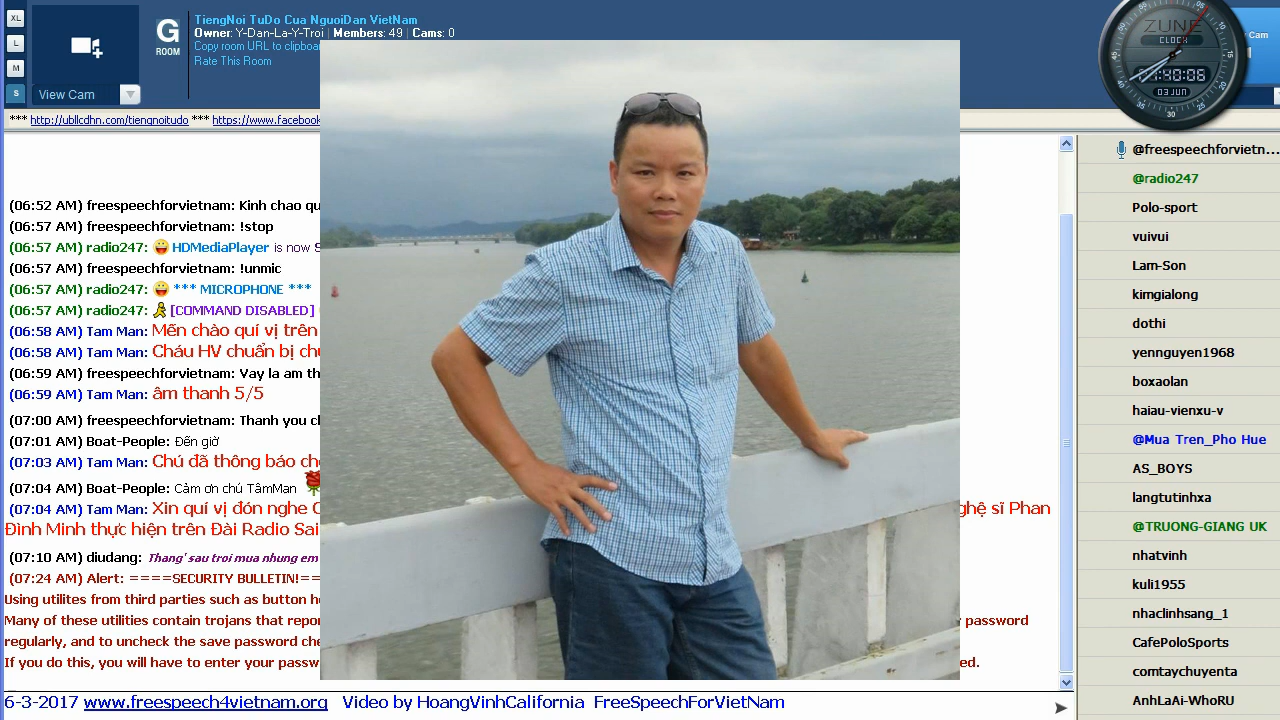 XL
L
M
S
View Cam
G
ROOM
TiengNoi TuDo Cua NguoiDan VietNam
Owner: Y-Dan-La-Y-Troi | Members: 49 | Cams: 0
Copy room URL to clipboar
Rate This Room
ZUNE
CLOCK
:40:06
03 JUN
Cam
*** http://ubllcdhn.com/tiengnoitudo *** https://www.facebook
(06:52 AM) freespeechforvietnam: Kinh chao qu
(06:57 AM) freespeechforvietnam: !stop
(06:57 AM) radio247: HDMediaPlayer is now S
(06:57 AM) freespeechforvietnam: !unmic
(06:57 AM) radio247: *** MICROPHONE ***
(06:57 AM) radio247: [COMMAND DISABLED]
(06:58 AM) Tam Man: Mến chào quí vị trên
(06:58 AM) Tam Man: Cháu HV chuẩn bị chu
(06:59 AM) freespeechforvietnam: Vay la am th
(06:59 AM) Tam Man: âm thanh 5/5
(07:00 AM) freespeechforvietnam: Thank you ch
(07:01 AM) Boat-People: Đến giờ
(07:03 AM) Tam Man: Chú đã thông báo cho
(07:04 AM) Boat-People: Cảm ơn chú TâmMạn
(07:04 AM) Tam Man: Xin quí vị đón nghe C ghệ sĩ Phan
Đình Minh thực hiện trên Đài Radio Sai
(07:10 AM) diudang: Thang' sau troi mua nhung em
(07:24 AM) Alert: ====SECURITY BULLETIN!==
Using utilites from third parties such as button h
Many of these utilities contain trojans that repor password
regularly, and to uncheck the save password che
If you do this, you will have to enter your passw ed.
6-3-2017 www.freespeech4vietnam.org Video by HoangVinhCalifornia FreeSpeechForVietNam
@freespeechforvietn...
@radio247
Polo-sport
vuivui
Lam-Son
kimgialong
dothi
yennguyen1968
boxaolan
haiau-vienxu-v
@Mua Tren_Pho Hue
AS_BOYS
langtutinhxa
@TRUONG-GIANG UK
nhatvinh
kuli1955
nhaclinhsang_1
CafePoloSports
comtaychuyenta
AnhLaAi-WhoRU